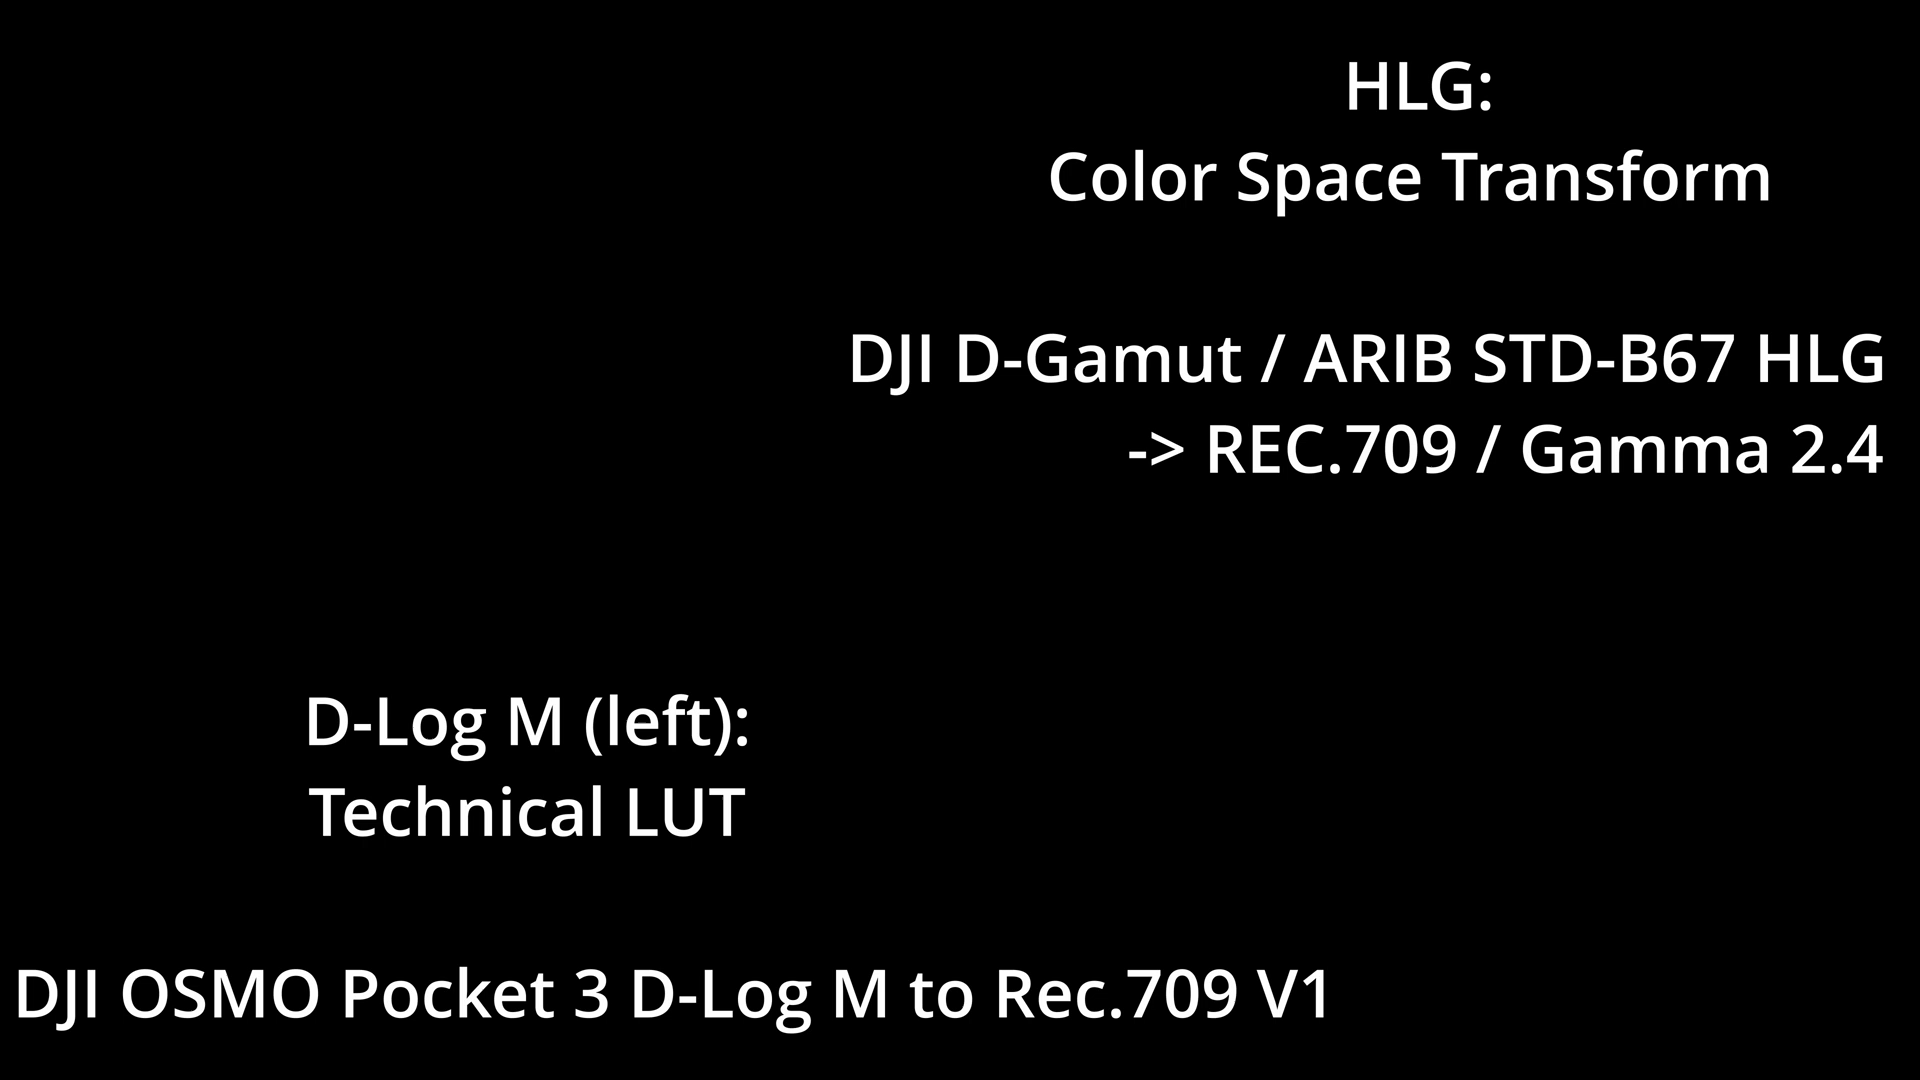 HLG:
Color Space Transform
DJI D-Gamut / ARIB STD-B67 HLG
-> REC.709 / Gamma 2.4
D-Log M (left):
Technical LUT
DJI OSMO Pocket 3 D-Log M to Rec.709 V1